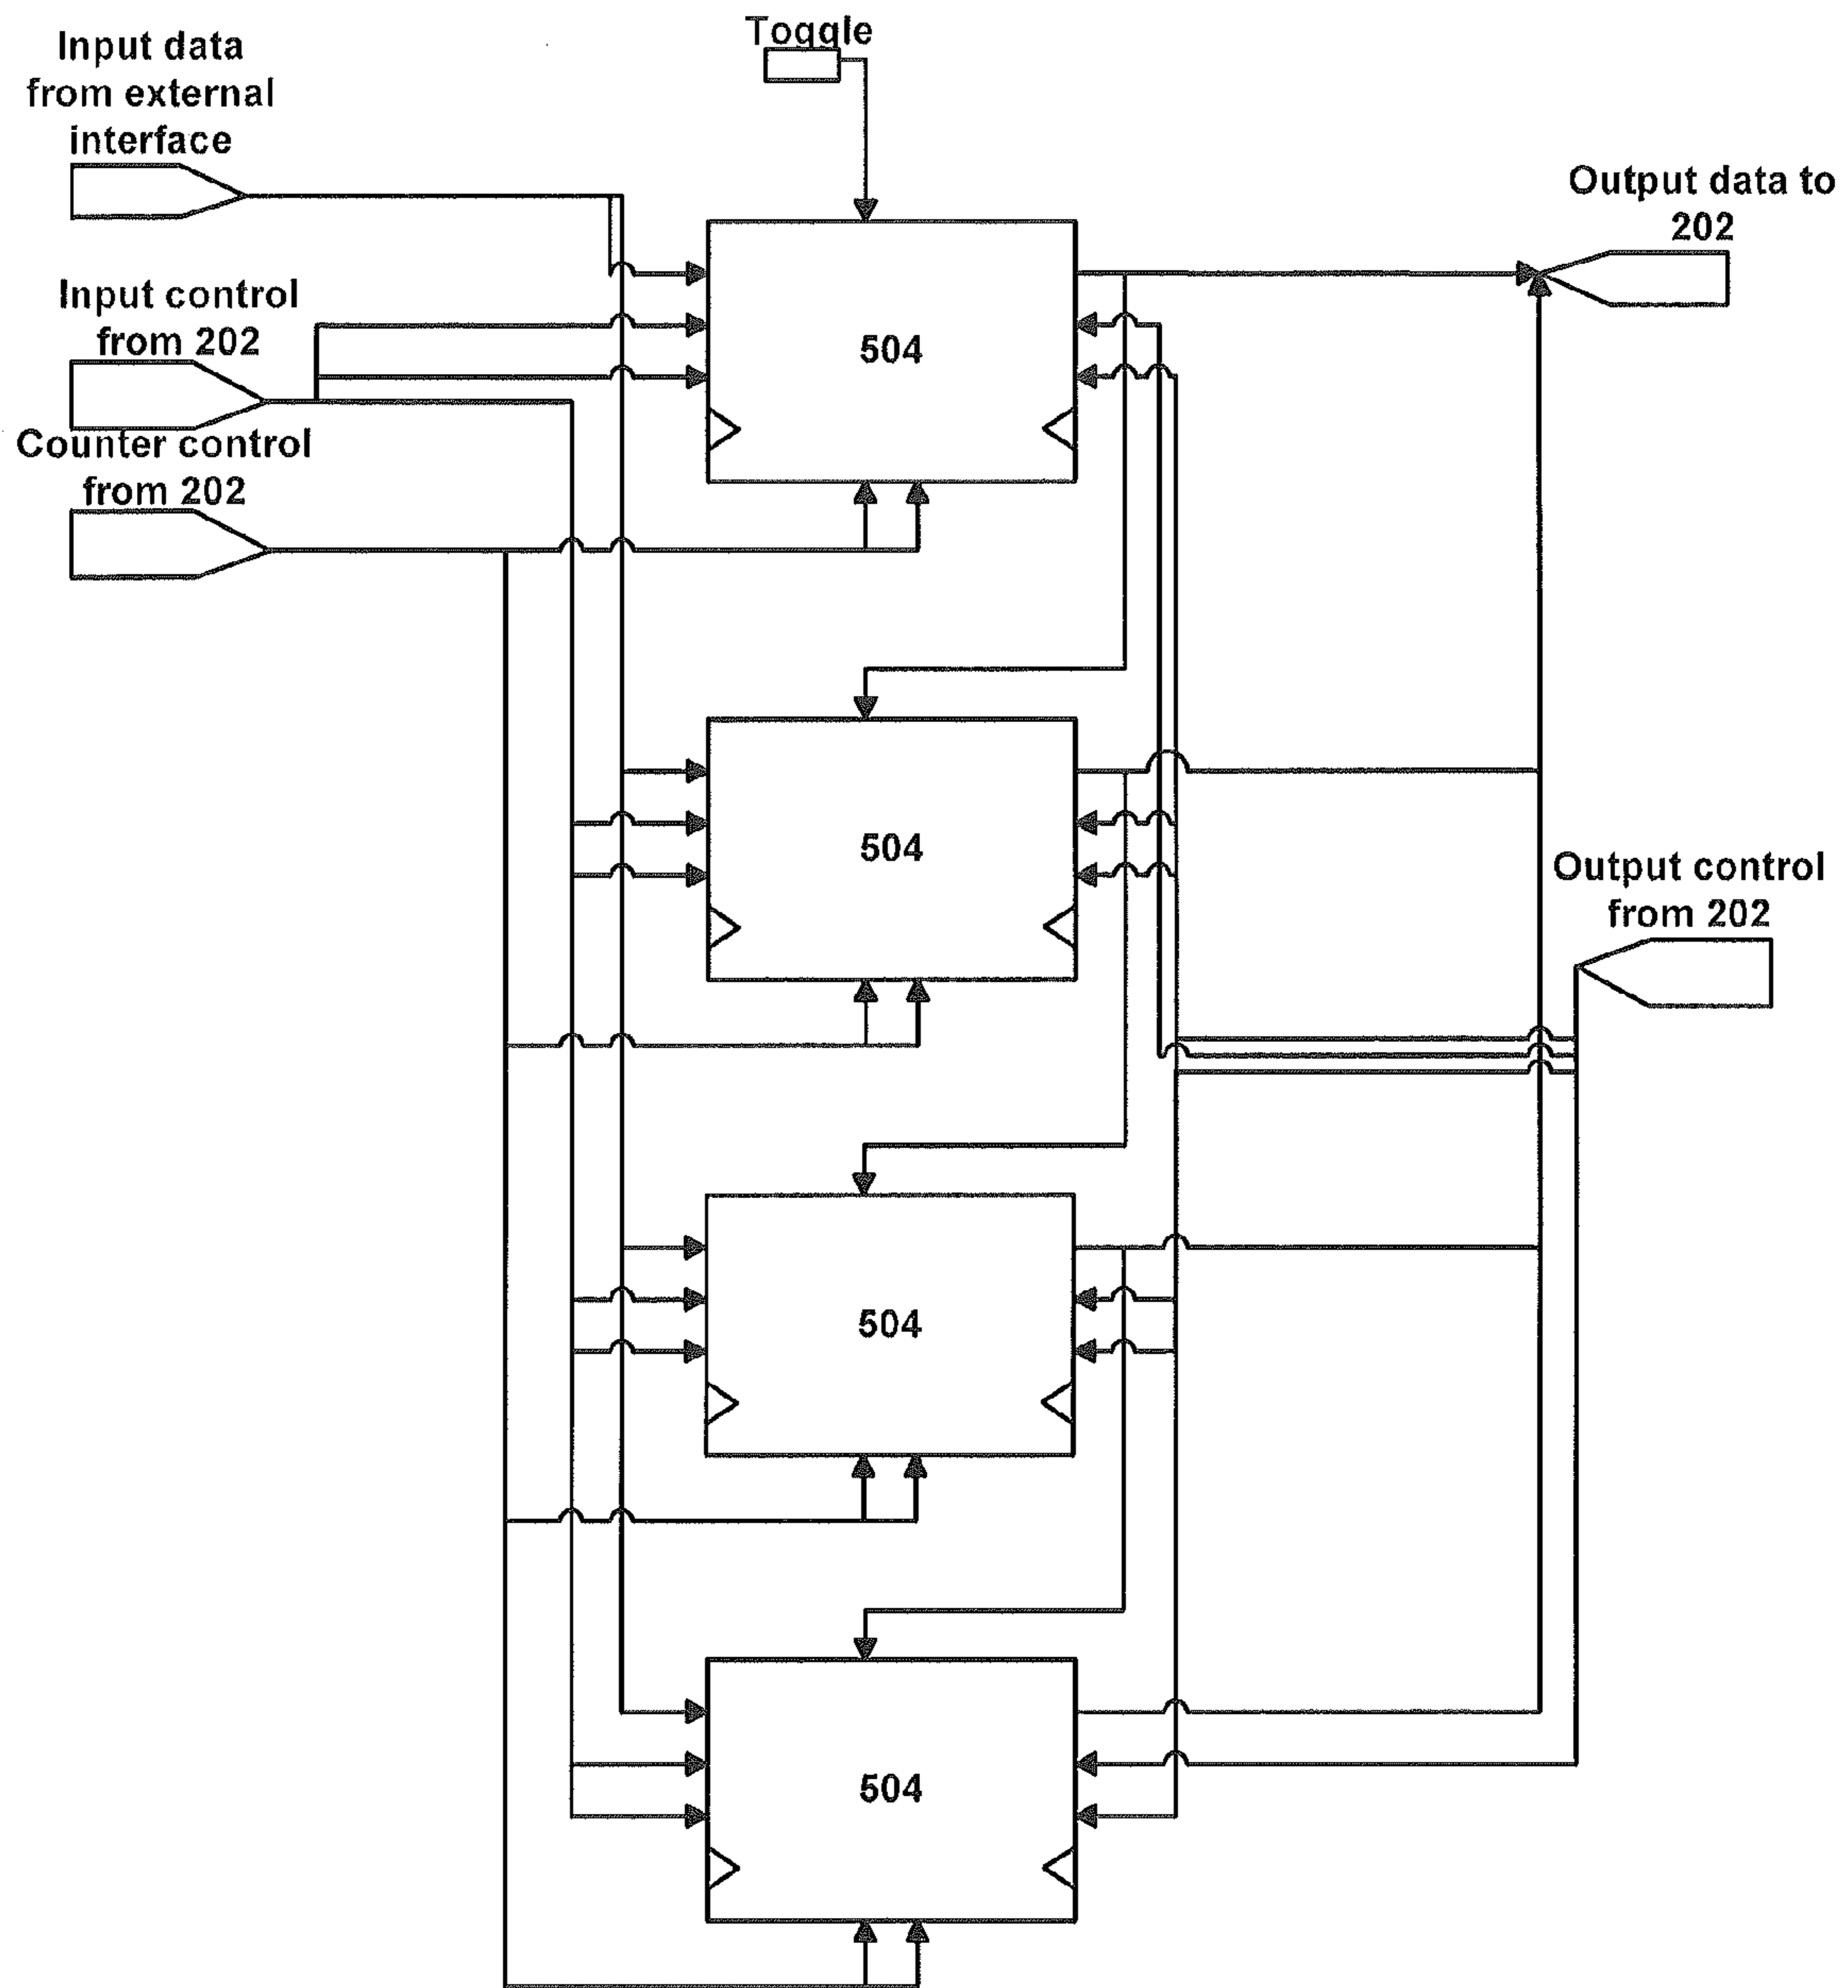 Toggle
Input data
from external
interface
Output data to
202
Input control
from 202
504
Counter control
from 202
504
Output control
from 202
504
504